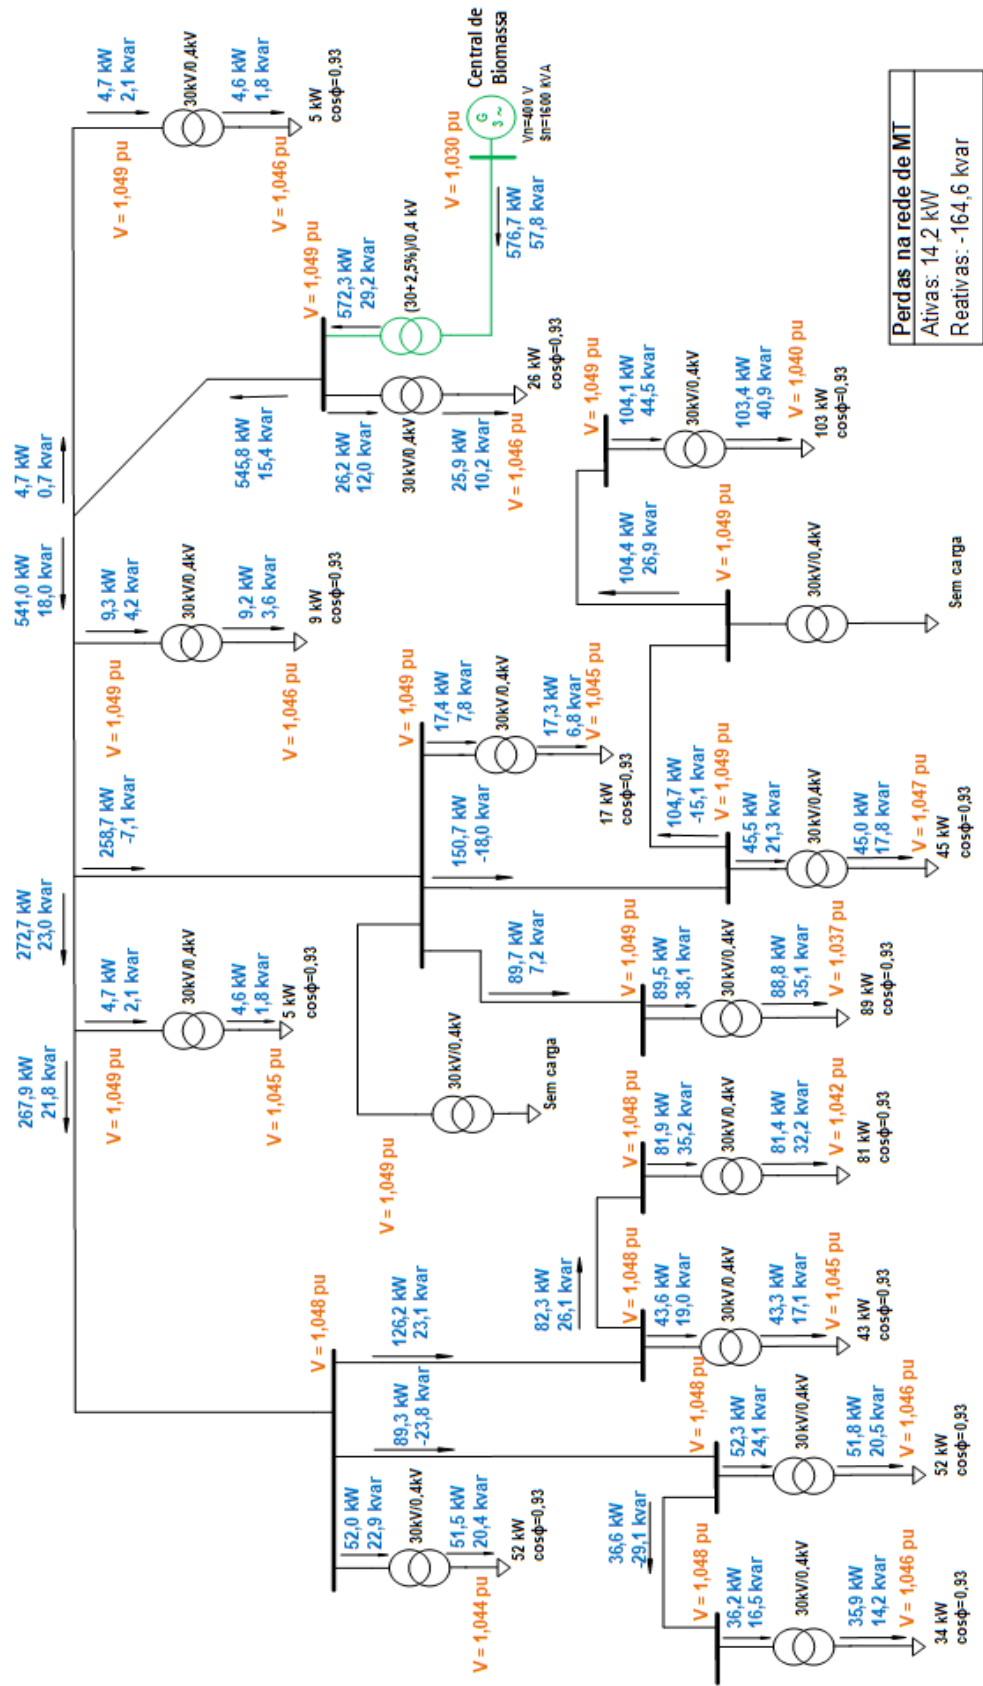 4,7 kW
2,1 kvar
30kV/0,4kV
V = 1,049 pu
4,6 kW
1,8 kvar
V = 1,046 pu
5 kW
cosϕ=0,93
4,7 kW
0,7 kvar
V = 1,030 pu
G
3 ~
Central de
Biomassa
Vn=400 V
Sn=1600 kVA
576,7 kW
57,8 kvar
V = 1,049 pu
572,3 kW
29,2 kvar
(30+2,5%)/0,4 kV
545,8 kW
15,4 kvar
26,2 kW
12,0 kvar
30kV/0,4kV
25,9 kW
10,2 kvar
26 kW
cosϕ=0,93
V = 1,046 pu
541,0 kW
18,0 kvar
9,3 kW
4,2 kvar
30kV/0,4kV
V = 1,049 pu
9,2 kW
3,6 kvar
V = 1,046 pu
9 kW
cosϕ=0,93
V = 1,049 pu
104,1 kW
44,5 kvar
30kV/0,4kV
103,4 kW
40,9 kvar
V = 1,040 pu
103 kW
cosϕ=0,93
104,4 kW
26,9 kvar
V = 1,049 pu
30kV/0,4kV
Sem carga
258,7 kW
-7,1 kvar
V = 1,049 pu
17,4 kW
7,8 kvar
30kV/0,4kV
17,3 kW
6,8 kvar
V = 1,045 pu
17 kW
cosϕ=0,93
150,7 kW
-18,0 kvar
104,7 kW
-15,1 kvar
V = 1,049 pu
45,5 kW
21,3 kvar
30kV/0,4kV
45,0 kW
17,8 kvar
V = 1,047 pu
45 kW
cosϕ=0,93
272,7 kW
23,0 kvar
4,7 kW
2,1 kvar
30kV/0,4kV
V = 1,049 pu
4,6 kW
1,8 kvar
V = 1,045 pu
5 kW
cosϕ=0,93
89,7 kW
7,2 kvar
V = 1,049 pu
89,5 kW
38,1 kvar
30kV/0,4kV
88,8 kW
35,1 kvar
V = 1,037 pu
89 kW
cosϕ=0,93
30kV/0,4kV
Sem carga
V = 1,049 pu
267,9 kW
21,8 kvar
V = 1,048 pu
126,2 kW
23,1 kvar
82,3 kW
26,1 kvar
V = 1,048 pu
81,9 kW
35,2 kvar
30kV/0,4kV
81,4 kW
32,2 kvar
V = 1,042 pu
81 kW
cosϕ=0,93
V = 1,048 pu
43,6 kW
19,0 kvar
30kV/0,4kV
43,3 kW
17,1 kvar
V = 1,045 pu
43 kW
cosϕ=0,93
89,3 kW
-23,8 kvar
V = 1,048 pu
52,3 kW
24,1 kvar
30kV/0,4kV
51,8 kW
20,5 kvar
V = 1,046 pu
52 kW
cosϕ=0,93
52,0 kW
22,9 kvar
30kV/0,4kV
51,5 kW
20,4 kvar
52 kW
cosϕ=0,93
V = 1,044 pu
36,6 kW
-29,1 kvar
V = 1,048 pu
36,2 kW
16,5 kvar
30kV/0,4kV
35,9 kW
14,2 kvar
V = 1,046 pu
34 kW
cosϕ=0,93
Perdas na rede de MT
Ativas: 14,2 kW
Reativas: -164,6 kvar